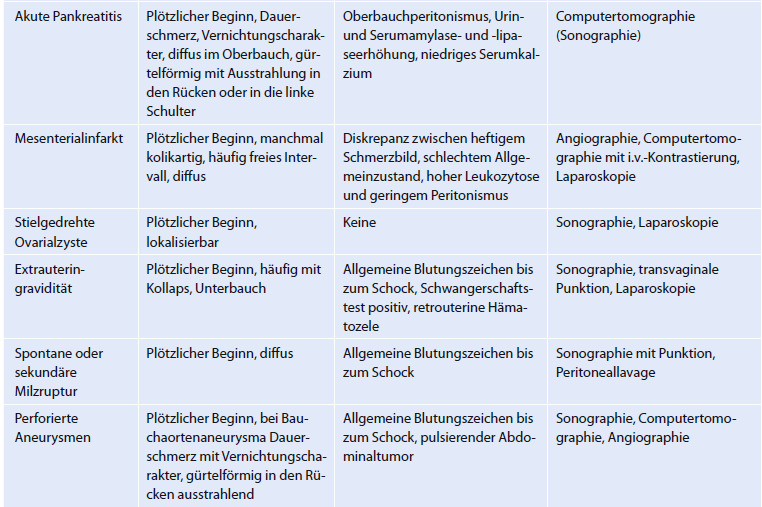 Akute Pankreatitis
Plötzlicher Beginn, Dauer-
schmerz, Vernichtungscharak-
ter, diffus im Oberbauch, gür-
telförmig mit Ausstrahlung in
den Rücken oder in die linke
Schulter
Oberbauchperitonismus, Urin-
und Serumamylase- und -lipa-
seerhöhung, niedriges Serumkal-
zium
Computertomographie
(Sonographie)
Mesenterialinfarkt
Plötzlicher Beginn, manchmal
kolikartig, häufig freies Inter-
vall, diffus
Diskrepanz zwischen heftigem
Schmerzbild, schlechtem Allge-
meinzustand, hoher Leukozytose
und geringem Peritonismus
Angiographie, Computertomo-
graphie mit i.v.-Kontrastierung,
Laparoskopie
Stielgedrehte
Ovarialzyste
Plötzlicher Beginn,
lokalisierbar
Keine
Sonographie, Laparoskopie
Extrauterin-
gravidität
Plötzlicher Beginn, häufig mit
Kollaps, Unterbauch
Allgemeine Blutungszeichen bis
zum Schock, Schwangerschafts-
test positiv, retrouterine Häma-
tozele
Sonographie, transvaginale
Punktion, Laparoskopie
Spontane oder
sekundäre
Milzruptur
Plötzlicher Beginn, diffus
Allgemeine Blutungszeichen bis
zum Schock
Sonographie mit Punktion,
Peritoneallavage
Perforierte
Aneurysmen
Plötzlicher Beginn, bei Bau-
chaortenaneurysma Dauer-
schmerz mit Vernichtungscha-
rakter, gürtelförmig in den Rü-
cken ausstrahlend
Allgemeine Blutungszeichen bis
zum Schock, pulsierender Abdo-
minaltumor
Sonographie, Computertomo-
graphie, Angiographie